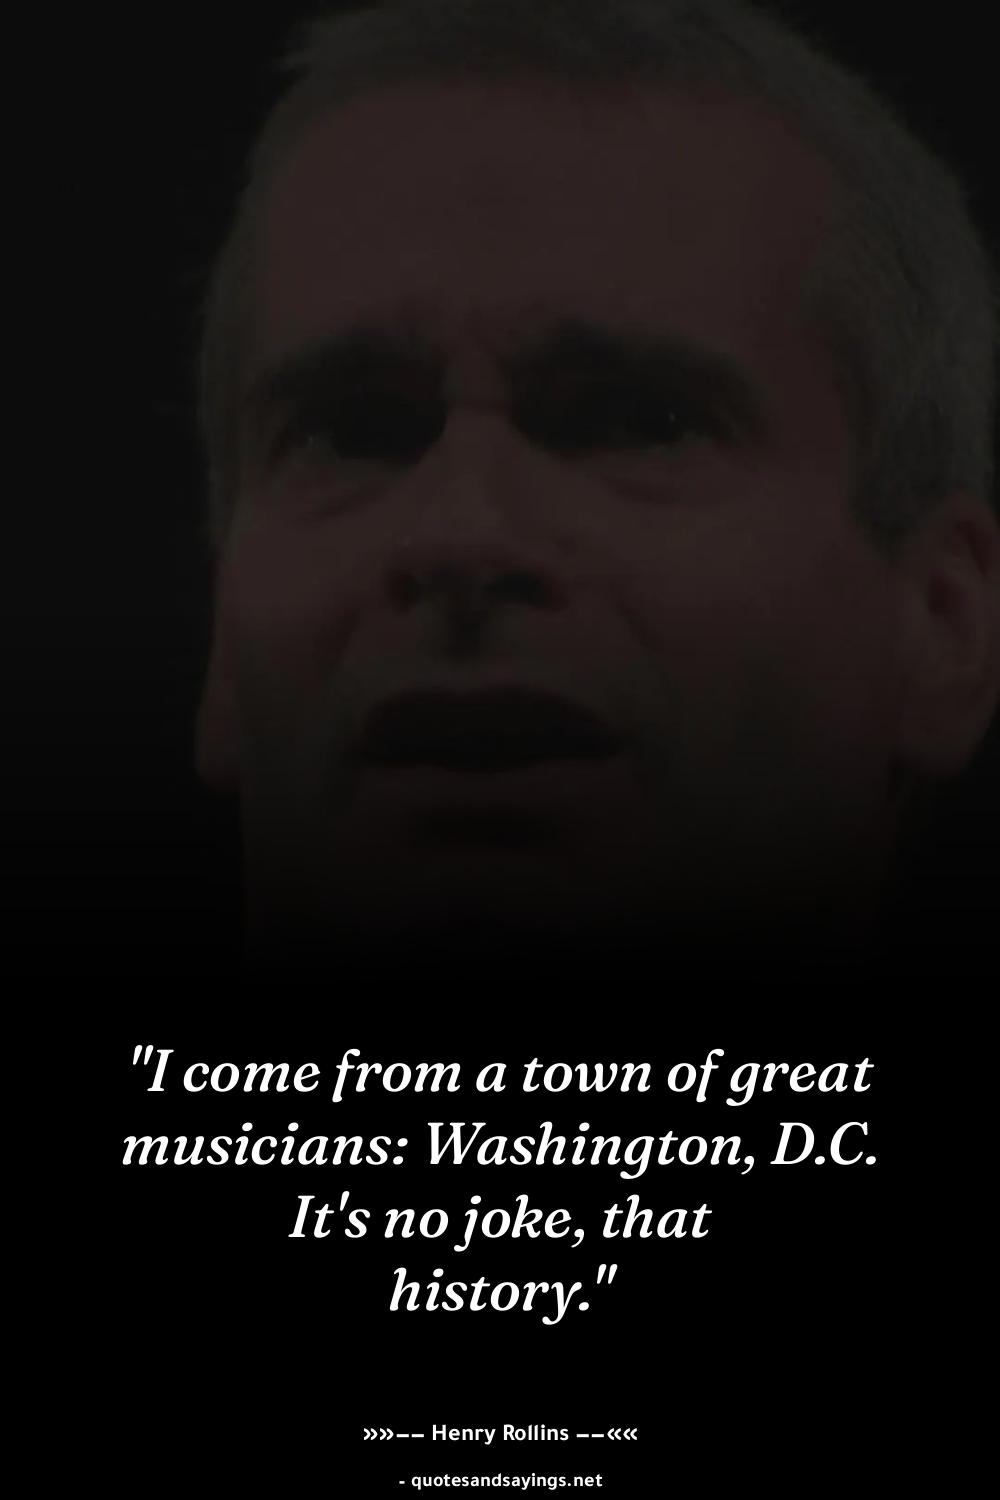 "I come from a town of great
musicians: Washington, D.C.
It's no joke, that
history."
»»–– Henry Rollins ––««
- quotesandsayings.net